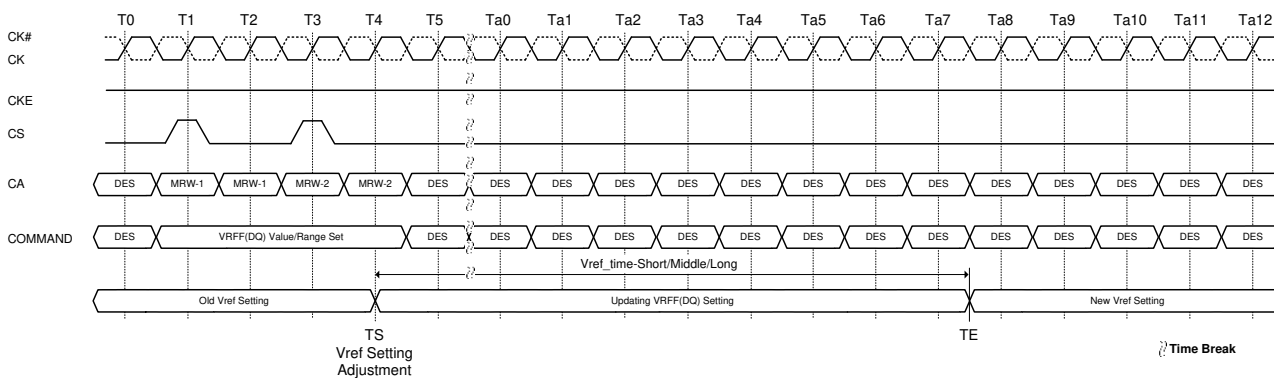 T0 T1 T2 T3 T4 T5 Ta0 Ta1 Ta2 Ta3 Ta4 Ta5 Ta6 Ta7 Ta8 Ta9 Ta10 Ta11 Ta12
CK#
CK
CKE
CS
CA DES MRW-1 MRW-1 MRW-2 MRW-2 DES DES DES DES DES DES DES DES DES DES DES DES DES DES
COMMAND DES VRFF(DQ) Value/Range Set DES DES DES DES DES DES DES DES DES DES DES DES DES DES
Vref_time-Short/Middle/Long
Old Vref Setting Updating VRFF(DQ) Setting New Vref Setting
TS TE
Vref Setting
Adjustment
Time Break